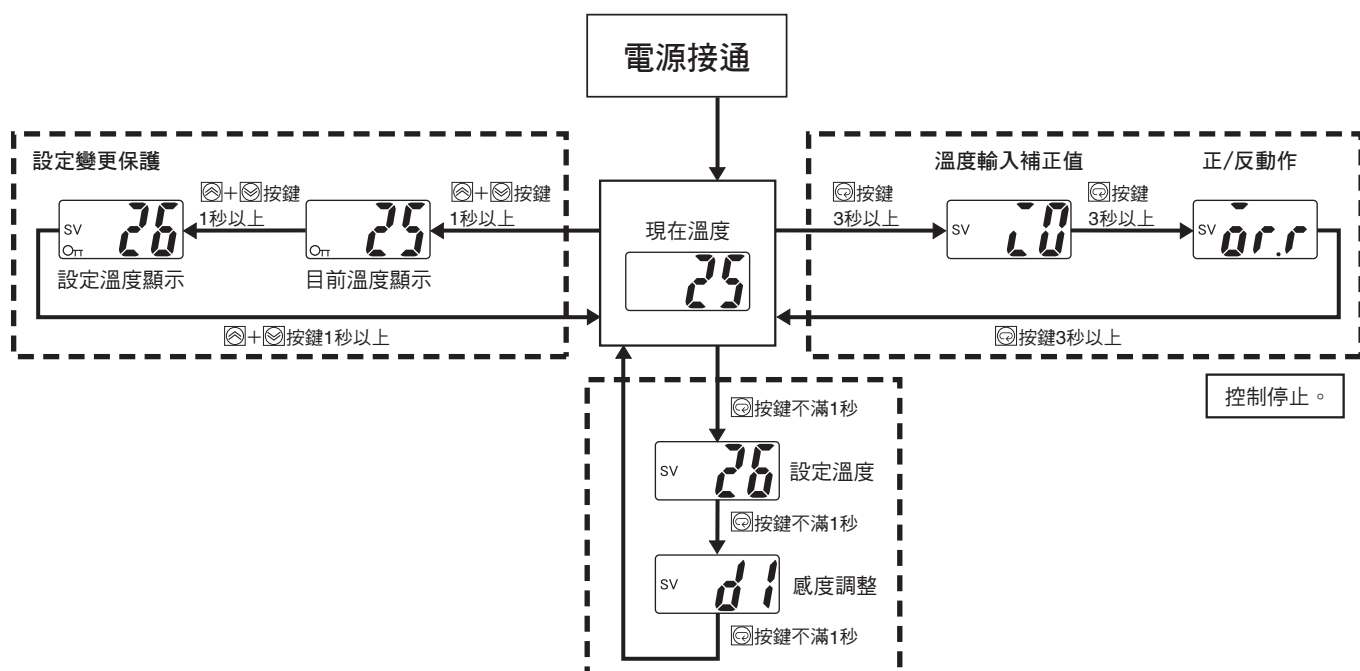 電源接通
設定變更保護
+按鍵
1秒以上
SV
26
設定溫度顯示
+按鍵
1秒以上
25
目前溫度顯示
+按鍵1秒以上
現在溫度
25
溫度輸入補正值
正/反動作
按鍵
3秒以上
SV
按鍵
3秒以上
SV
or.r
按鍵3秒以上
控制停止。
按鍵不滿1秒
SV
26
設定溫度
按鍵不滿1秒
SV
d1
感度調整
按鍵不滿1秒